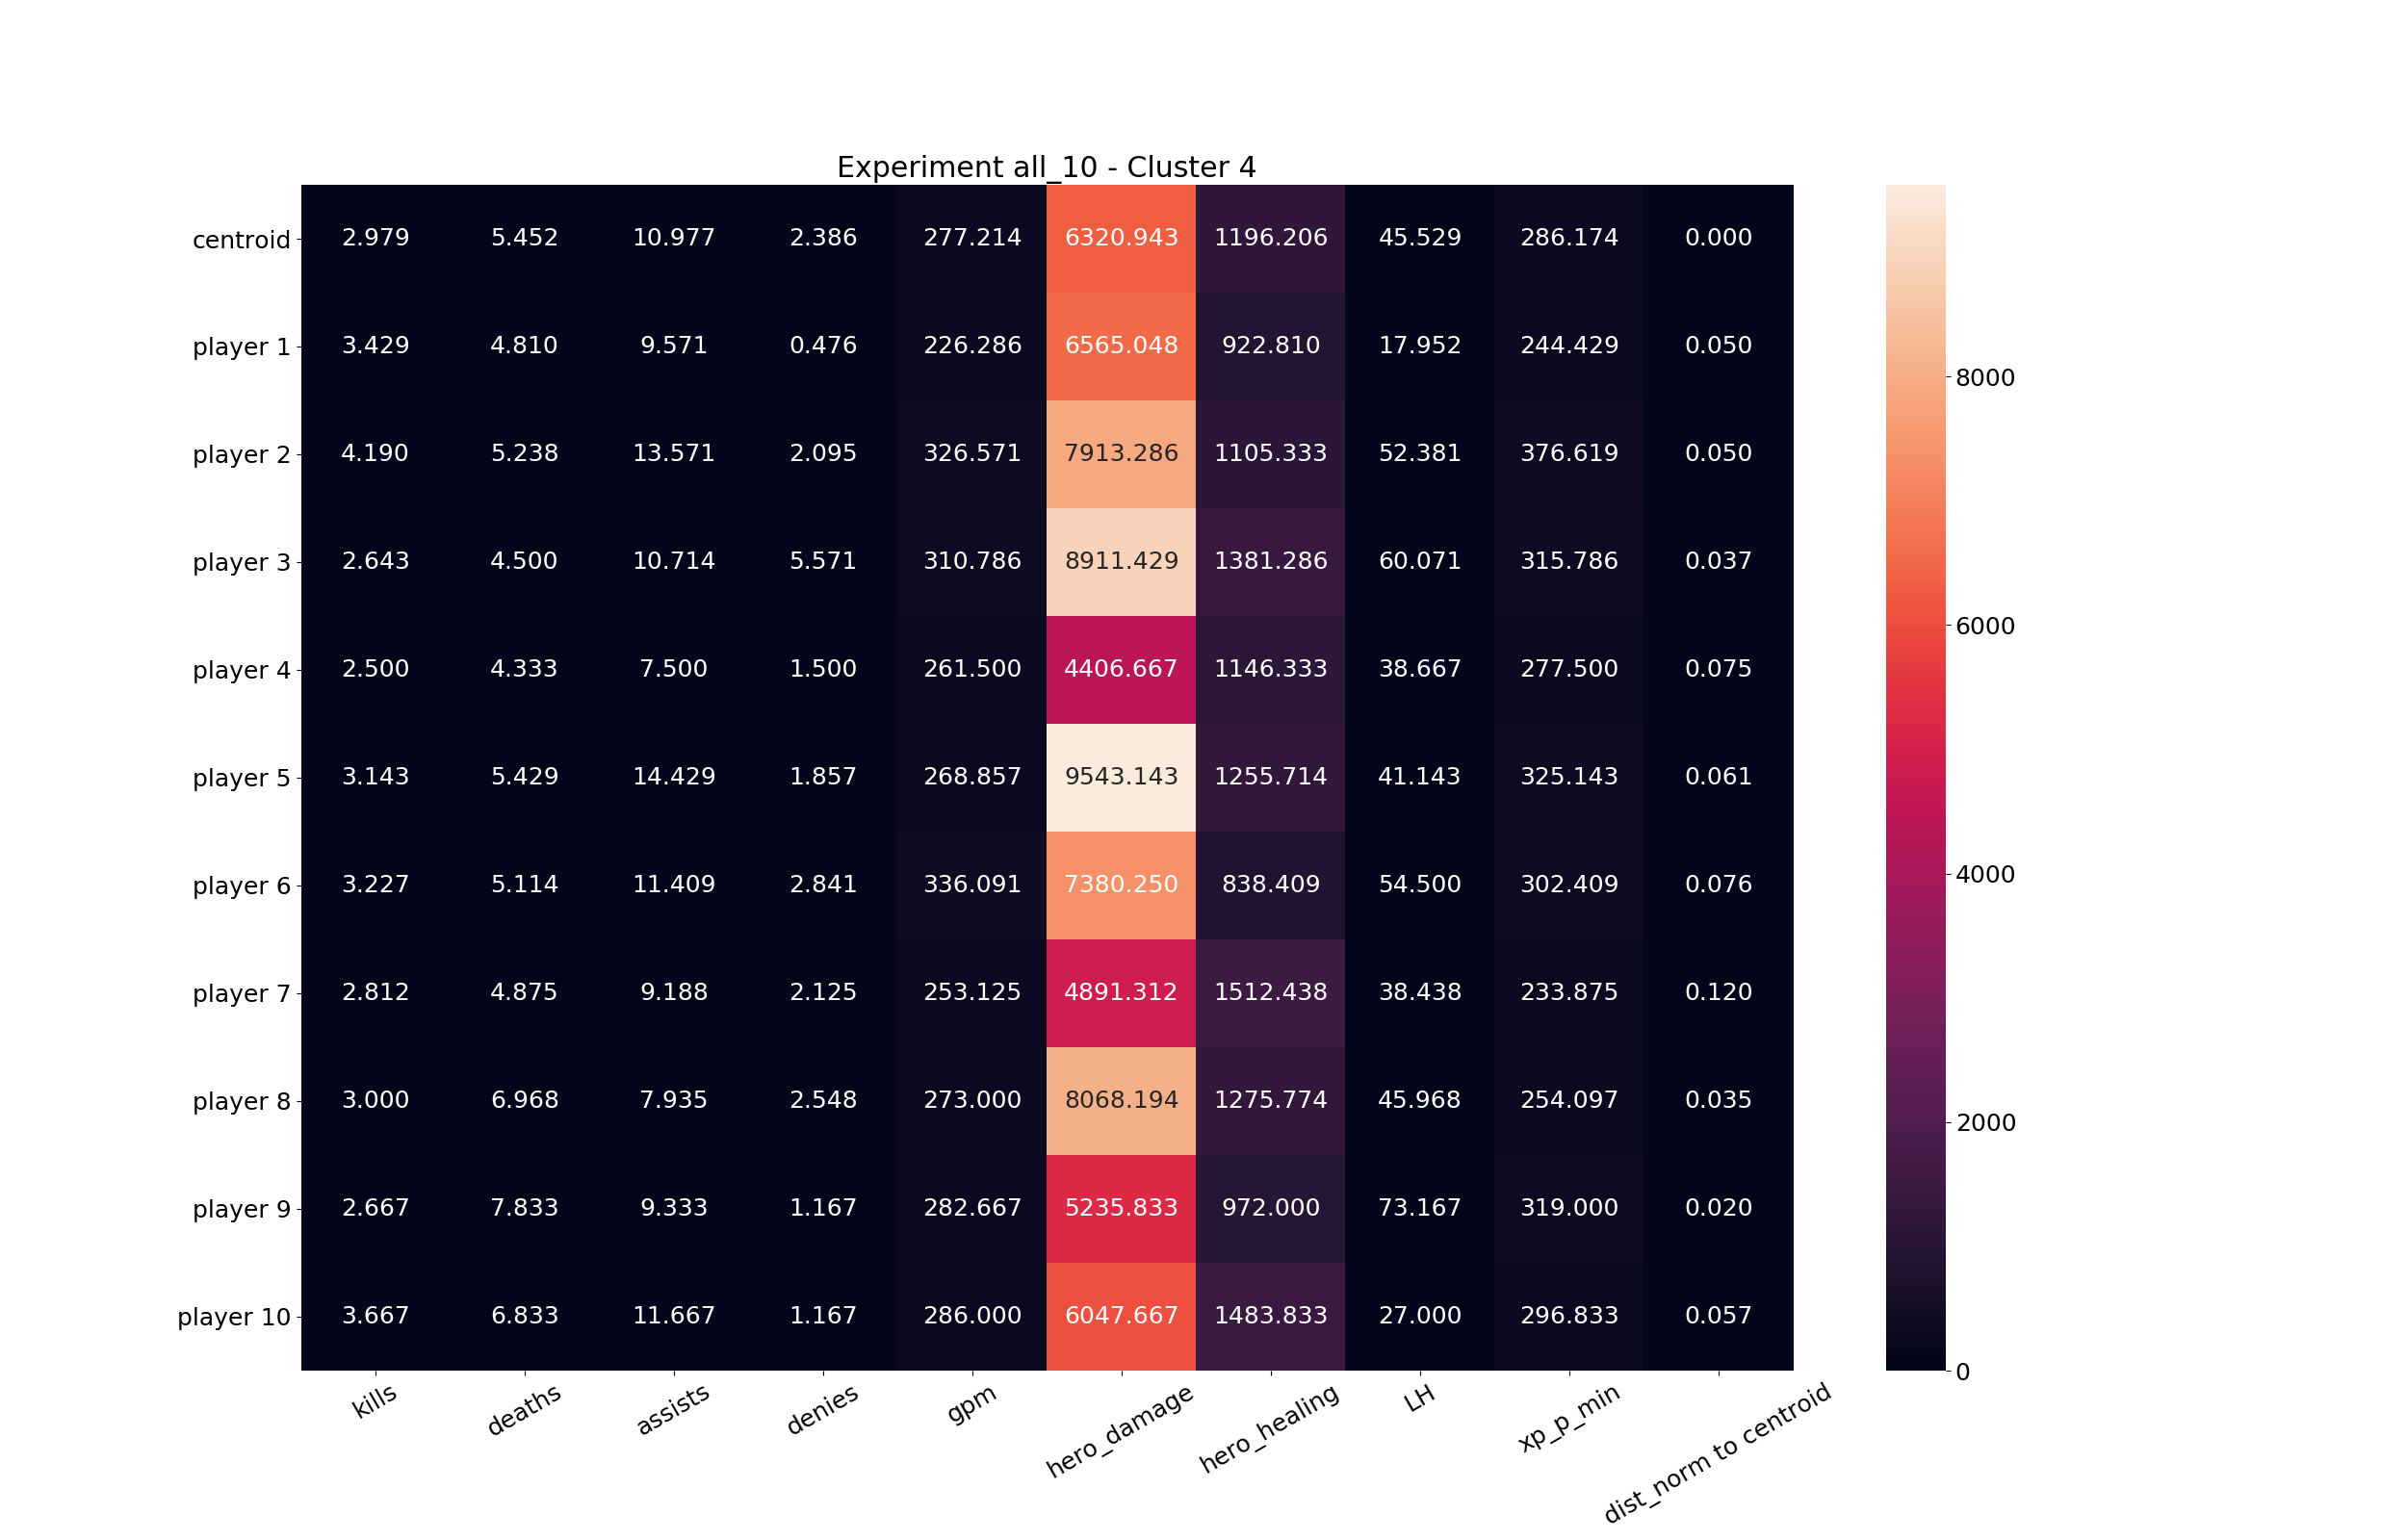 Experiment all_10 - Cluster 4
centroid 2.979 5.452 10.977 2.386 277.214 6320.943 1196.206 45.529 286.174 0.000
player 1 3.429 4.810 9.571 0.476 226.286 6565.048 922.810 17.952 244.429 0.050
player 2 4.190 5.238 13.571 2.095 326.571 7913.286 1105.333 52.381 376.619 0.050
player 3 2.643 4.500 10.714 5.571 310.786 8911.429 1381.286 60.071 315.786 0.037
player 4 2.500 4.333 7.500 1.500 261.500 4406.667 1146.333 38.667 277.500 0.075
player 5 3.143 5.429 14.429 1.857 268.857 9543.143 1255.714 41.143 325.143 0.061
player 6 3.227 5.114 11.409 2.841 336.091 7380.250 838.409 54.500 302.409 0.076
player 7 2.812 4.875 9.188 2.125 253.125 4891.312 1512.438 38.438 233.875 0.120
player 8 3.000 6.968 7.935 2.548 273.000 8068.194 1275.774 45.968 254.097 0.035
player 9 2.667 7.833 9.333 1.167 282.667 5235.833 972.000 73.167 319.000 0.020
player 10 3.667 6.833 11.667 1.167 286.000 6047.667 1483.833 27.000 296.833 0.057
kills deaths assists denies gpm hero_damage hero_healing LH xp_p_min dist_norm to centroid
8000
6000
4000
2000
0